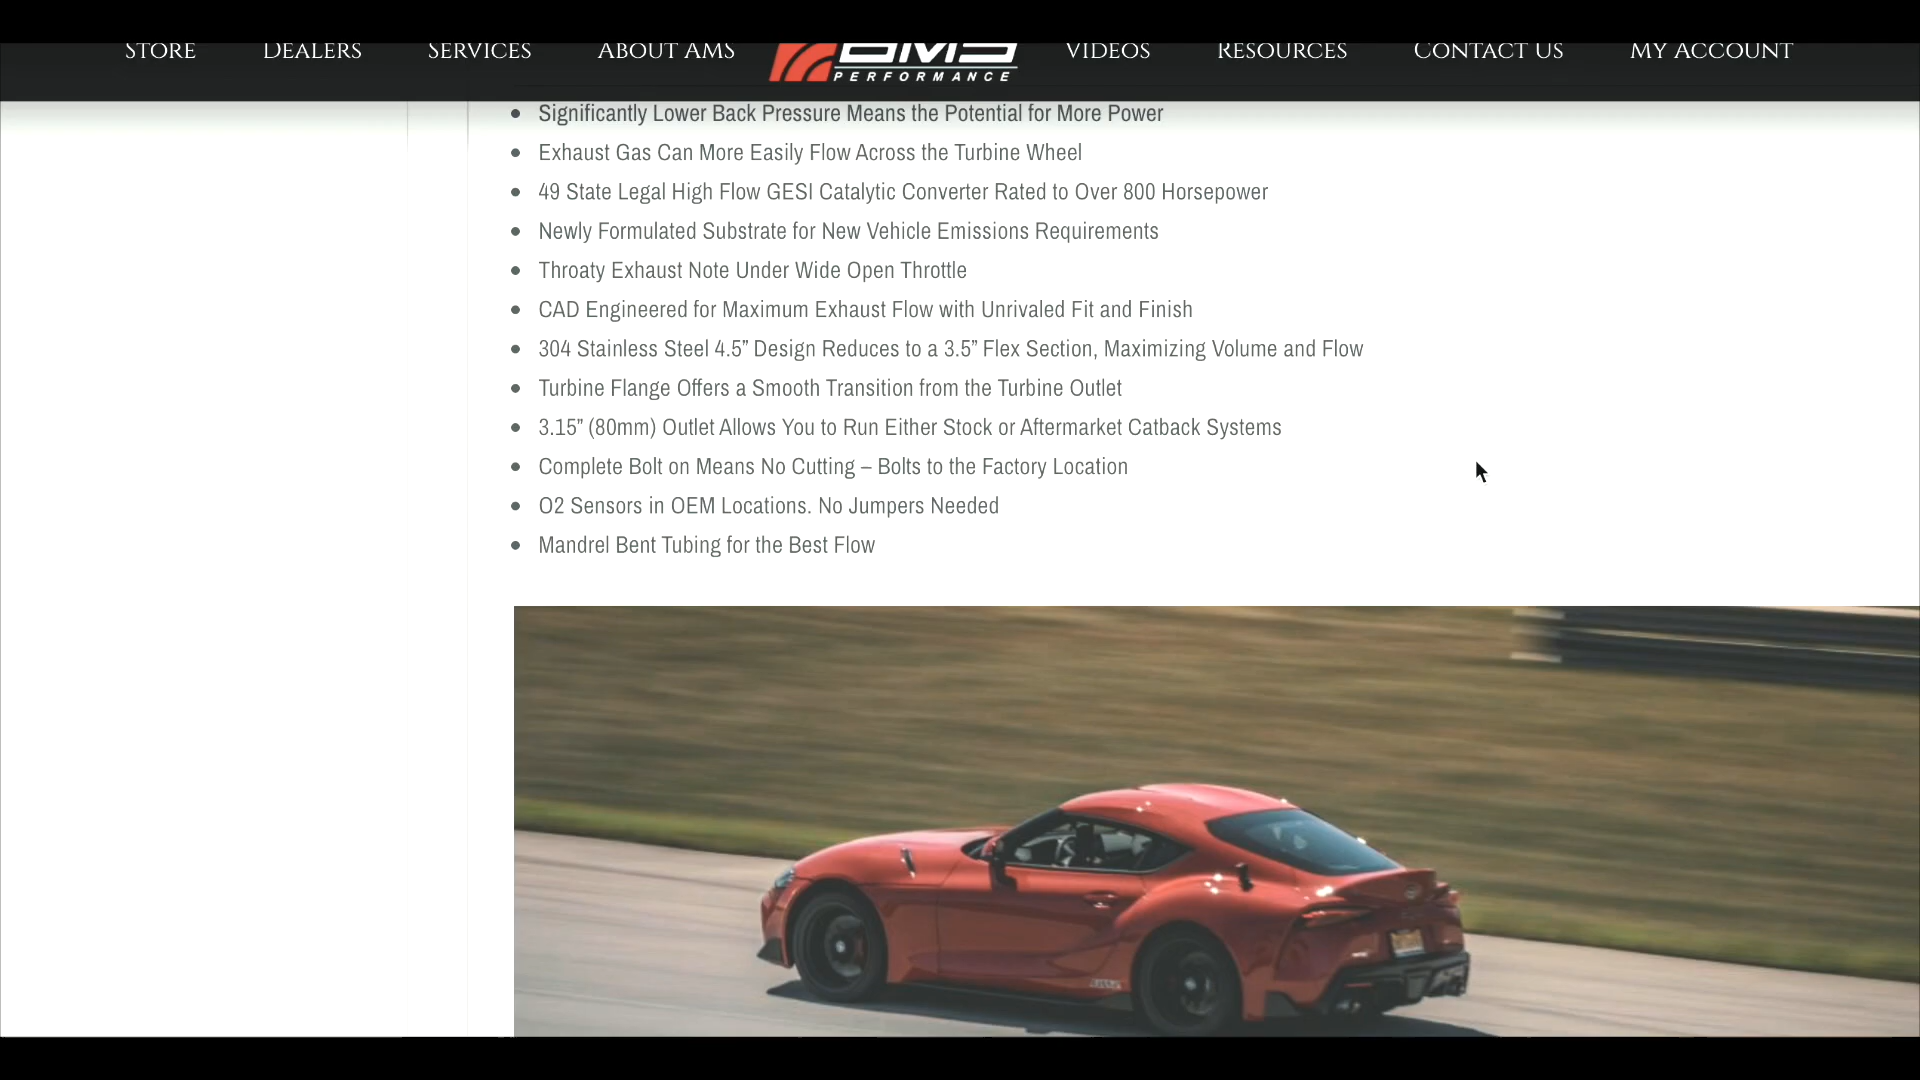 STORE
DEALERS
SERVICES
ABOUT AMS
AMS
PERFORMANCE
VIDEOS
RESOURCES
CONTACT US
MY ACCOUNT
Significantly Lower Back Pressure Means the Potential for More Power
Exhaust Gas Can More Easily Flow Across the Turbine Wheel
49 State Legal High Flow GESI Catalytic Converter Rated to Over 800 Horsepower
Newly Formulated Substrate for New Vehicle Emissions Requirements
Throaty Exhaust Note Under Wide Open Throttle
CAD Engineered for Maximum Exhaust Flow with Unrivaled Fit and Finish
304 Stainless Steel 4.5” Design Reduces to a 3.5” Flex Section, Maximizing Volume and Flow
Turbine Flange Offers a Smooth Transition from the Turbine Outlet
3.15” (80mm) Outlet Allows You to Run Either Stock or Aftermarket Catback Systems
Complete Bolt on Means No Cutting – Bolts to the Factory Location
O2 Sensors in OEM Locations. No Jumpers Needed
Mandrel Bent Tubing for the Best Flow